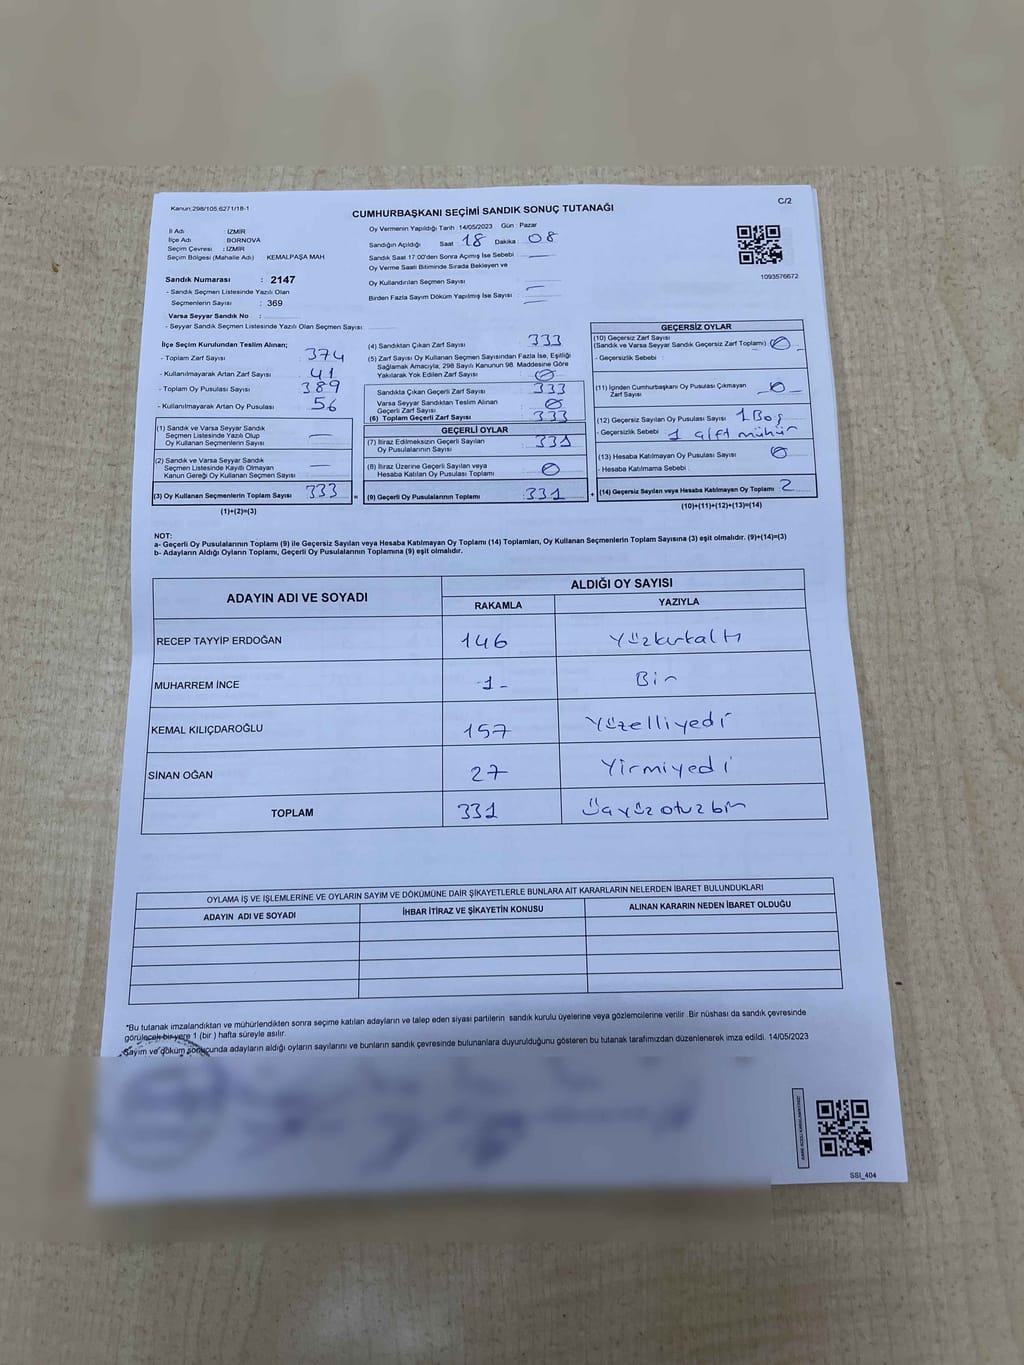 Kanun:298/105,6271/18-1
C/2
CUMHURBAŞKANI SEÇİMİ SANDIK SONUÇ TUTANAĞI
İl Adı : İZMİR
İlçe Adı : BORNOVA
Seçim Çevresi : İZMİR
Seçim Bölgesi (Mahalle Adı) : KEMALPAŞA MAH
Sandık Numarası : 2147
- Sandık Seçmen Listesinde Yazılı Olan
Seçmenlerin Sayısı : 369
Varsa Seyyar Sandık No :
- Seyyar Sandık Seçmen Listesinde Yazılı Olan Seçmen Sayısı :
Oy Vermenin Yapıldığı Tarih :14/05/2023 Gün : Pazar
Sandığın Açıldığı Saat : 18 Dakika : 08
Sandık Saat 17:00'den Sonra Açımış İse Sebebi
Oy Verme Saati Bitiminde Sırada Bekleyen ve
Oy Kullandırılan Seçmen Sayısı :
Birden Fazla Sayım Döküm Yapılmış İse Sayısı :
1093576672
İlçe Seçim Kurulundan Teslim Alınan;
- Toplam Zarf Sayısı : 374
- Kullanılmayarak Artan Zarf Sayısı : 41
- Toplam Oy Pusulası Sayısı : 389
- Kullanılmayarak Artan Oy Pusulası : 56
(1) Sandık ve Varsa Seyyar Sandık
Seçmen Listesinde Yazılı Olup
Oy Kullanan Seçmenlerin Sayısı —
(2) Sandık ve Varsa Seyyar Sandık
Seçmen Listesinde Kayıtlı Olmayan
Kanun Gereği Oy Kullanan Seçmen Sayısı —
(3) Oy Kullanan Seçmenlerin Toplam Sayısı 333 =
(1)+(2)=(3)
(4) Sandıktan Çıkan Zarf Sayısı : 333
(5) Zarf Sayısı Oy Kullanan Seçmen Sayısından Fazla İse, Eşitliği
Sağlamak Amacıyla; 298 Sayılı Kanunun 98. Maddesine Göre
Yakılarak Yok Edilen Zarf Sayısı : 0
Sandıkta Çıkan Geçerli Zarf Sayısı : 333
Varsa Seyyar Sandıktan Teslim Alınan
Geçerli Zarf Sayısı : 0
(6) Toplam Geçerli Zarf Sayısı : 333
GEÇERLİ OYLAR
(7) İtiraz Edilmeksizin Geçerli Sayılan
Oy Pusulalarının Sayısı : 331
(8) İtiraz Üzerine Geçerli Sayılan veya
Hesaba Katılan Oy Pusulaları Toplamı : 0
(9) Geçerli Oy Pusulalarının Toplamı : 331 +
GEÇERSİZ OYLAR
(10) Geçersiz Zarf Sayısı
(Sandık ve Varsa Seyyar Sandık Geçersiz Zarf Toplamı) : 0
- Geçersizlik Sebebi :
(11) İçinden Cumhurbaşkanı Oy Pusulası Çıkmayan
Zarf Sayısı : 0
(12) Geçersiz Sayılan Oy Pusulası Sayısı : 1 Boş
- Geçersizlik Sebebi : 1 çift mühür
(13) Hesaba Katılmayan Oy Pusulası Sayısı : 0
- Hesaba Katılmama Sebebi :
(14) Geçersiz Sayılan veya Hesaba Katılmayan Oy Toplamı : 2
(10)+(11)+(12)+(13)=(14)
NOT:
a- Geçerli Oy Pusulalarının Toplamı (9) ile Geçersiz Sayılan veya Hesaba Katılmayan Oy Toplamı (14) Toplamları, Oy Kullanan Seçmenlerin Toplam Sayısına (3) eşit olmalıdır. (9)+(14)=(3)
b- Adayların Aldığı Oyların Toplamı, Geçerli Oy Pusulalarının Toplamına (9) eşit olmalıdır.
ADAYIN ADI VE SOYADI
ALDIĞI OY SAYISI
RAKAMLA YAZIYLA
RECEP TAYYİP ERDOĞAN 146 Yüzkırkaltı
MUHARREM İNCE -1- Bir
KEMAL KILIÇDAROĞLU 157 Yüzelliyedi
SİNAN OĞAN 27 Yirmiyedi
TOPLAM 331 Üçyüzotuzbir
OYLAMA İŞ VE İŞLEMLERİNE VE OYLARIN SAYIM VE DÖKÜMÜNE DAİR ŞİKAYETLERLE BUNLARA AİT KARARLARIN NELERDEN İBARET BULUNDUKLARI
ADAYIN ADI VE SOYADI İHBAR İTİRAZ VE ŞİKAYETİN KONUSU ALINAN KARARIN NEDEN İBARET OLDUĞU
*Bu tutanak imzalandıktan ve mühürlendikten sonra seçime katılan adayların ve talep eden siyasi partilerin sandık kurulu üyelerine veya gözlemcilerine verilir .Bir nüshası da sandık çevresinde
görülecek bir yere 1 (bir ) hafta süreyle asılır.
Sayım ve döküm sonucunda adayların aldığı oyların sayılarını ve bunların sandık çevresinde bulunanlara duyurulduğunu gösteren bu tutanak tarafımızdan düzenlenerek imza edildi. 14/05/2023
SSI_404